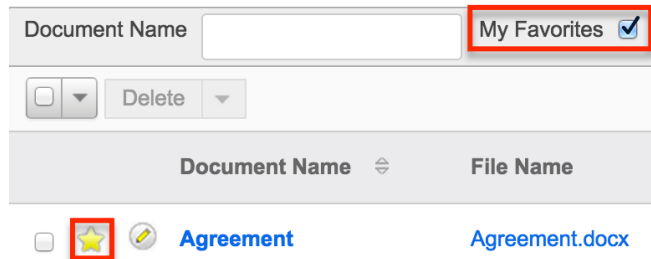 Document Name My Favorites
Delete
Document Name File Name
Agreement Agreement.docx